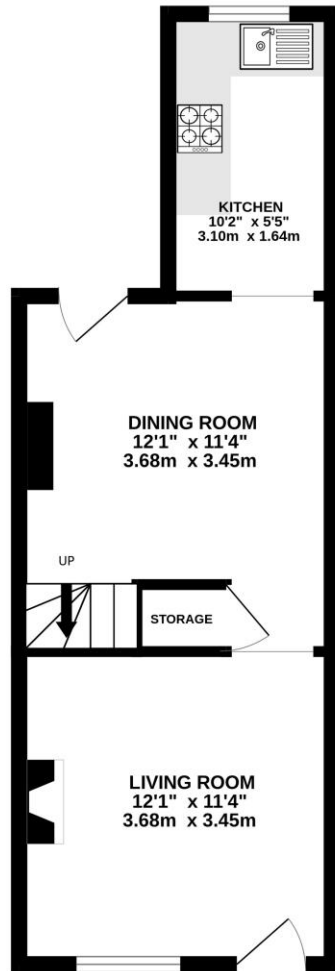 KITCHEN
10'2" x 5'5"
3.10m x 1.64m
DINING ROOM
12'1" x 11'4"
3.68m x 3.45m
UP
STORAGE
LIVING ROOM
12'1" x 11'4"
3.68m x 3.45m